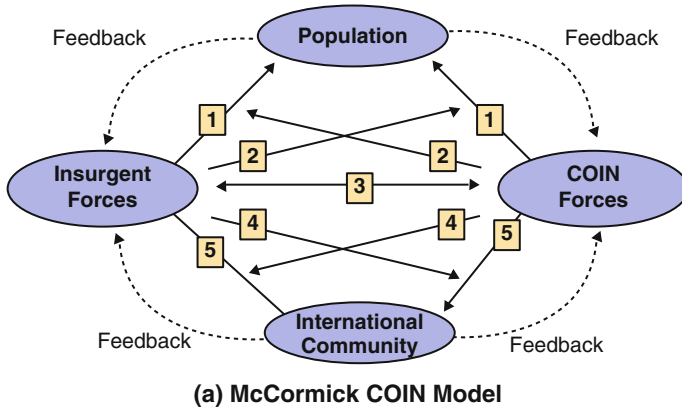 Feedback
Population
Feedback
1
1
2
2
Insurgent
Forces
3
COIN
Forces
4
4
5
5
Feedback
International
Community
Feedback
(a) McCormick COIN Model